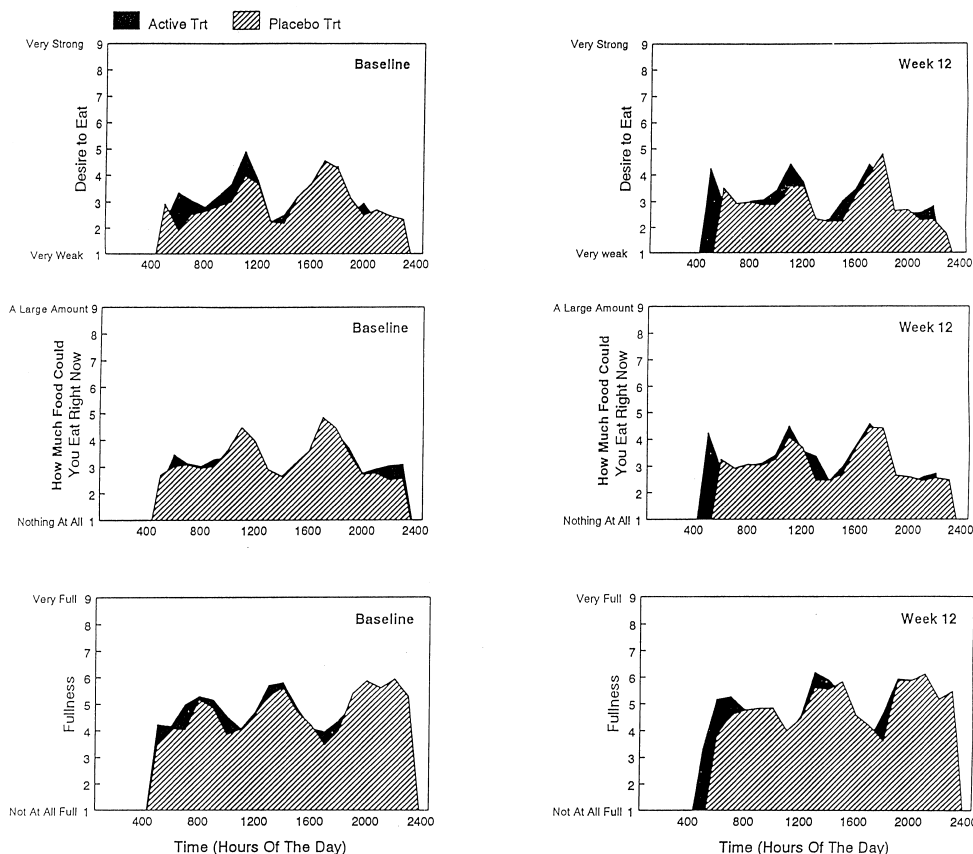 Active Trt Placebo Trt
Very Strong 9
Baseline
8
7
6
5
4
3
2
Very Weak 1
Desire to Eat
400 800 1200 1600 2000 2400
Very Strong 9
Week 12
8
7
6
5
4
3
2
Very weak 1
Desire to Eat
400 800 1200 1600 2000 2400
A Large Amount 9
Baseline
8
7
6
5
4
3
2
Nothing At All 1
How Much Food Could
You Eat Right Now
400 800 1200 1600 2000 2400
A Large Amount 9
Week 12
8
7
6
5
4
3
2
Nothing At All 1
How Much Food Could
You Eat Right Now
400 800 1200 1600 2000 2400
Very Full 9
Baseline
8
7
6
5
4
3
2
Not At All Full 1
Fullness
400 800 1200 1600 2000 2400
Time (Hours Of The Day)
Very Full 9
Week 12
8
7
6
5
4
3
2
Not At All Full 1
Fullness
400 800 1200 1600 2000 2400
Time (Hours Of The Day)